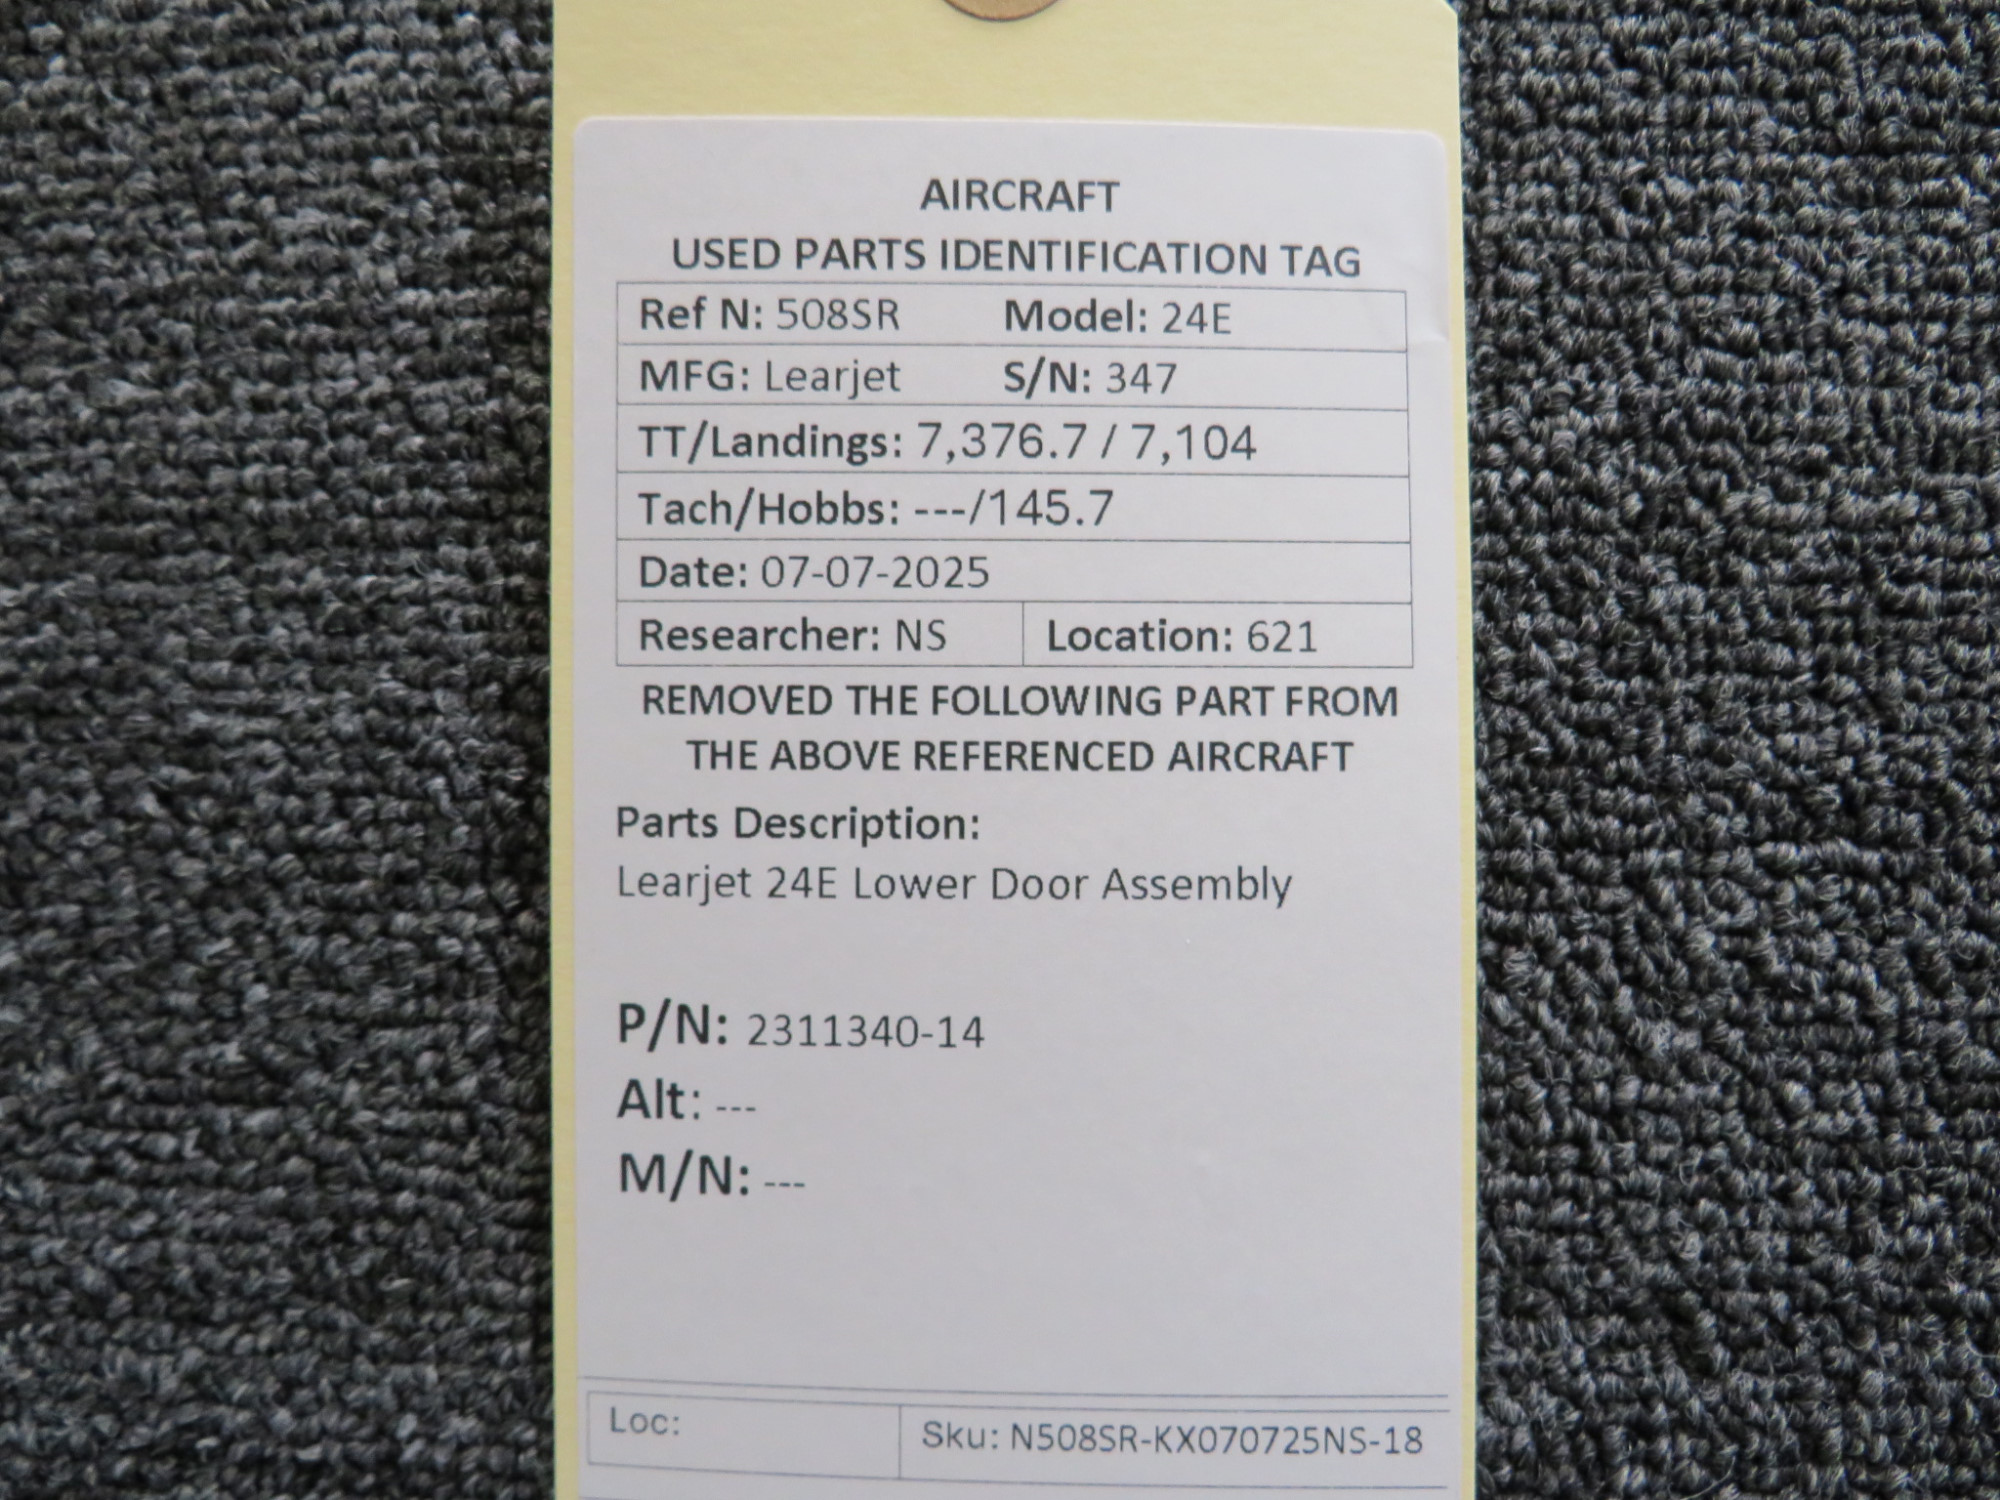 AIRCRAFT
USED PARTS IDENTIFICATION TAG
Ref N: 508SR Model: 24E
MFG: Learjet S/N: 347
TT/Landings: 7,376.7 / 7,104
Tach/Hobbs: ---/145.7
Date: 07-07-2025
Researcher: NS Location: 621
REMOVED THE FOLLOWING PART FROM
THE ABOVE REFERENCED AIRCRAFT
Parts Description:
Learjet 24E Lower Door Assembly
P/N: 2311340-14
Alt: ---
M/N: ---
Loc: Sku: N508SR-KX070725NS-18